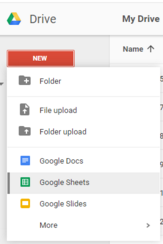 Drive
My Drive
NEW
Name
Folder
File upload
Folder upload
Google Docs
Google Sheets
Google Slides
More